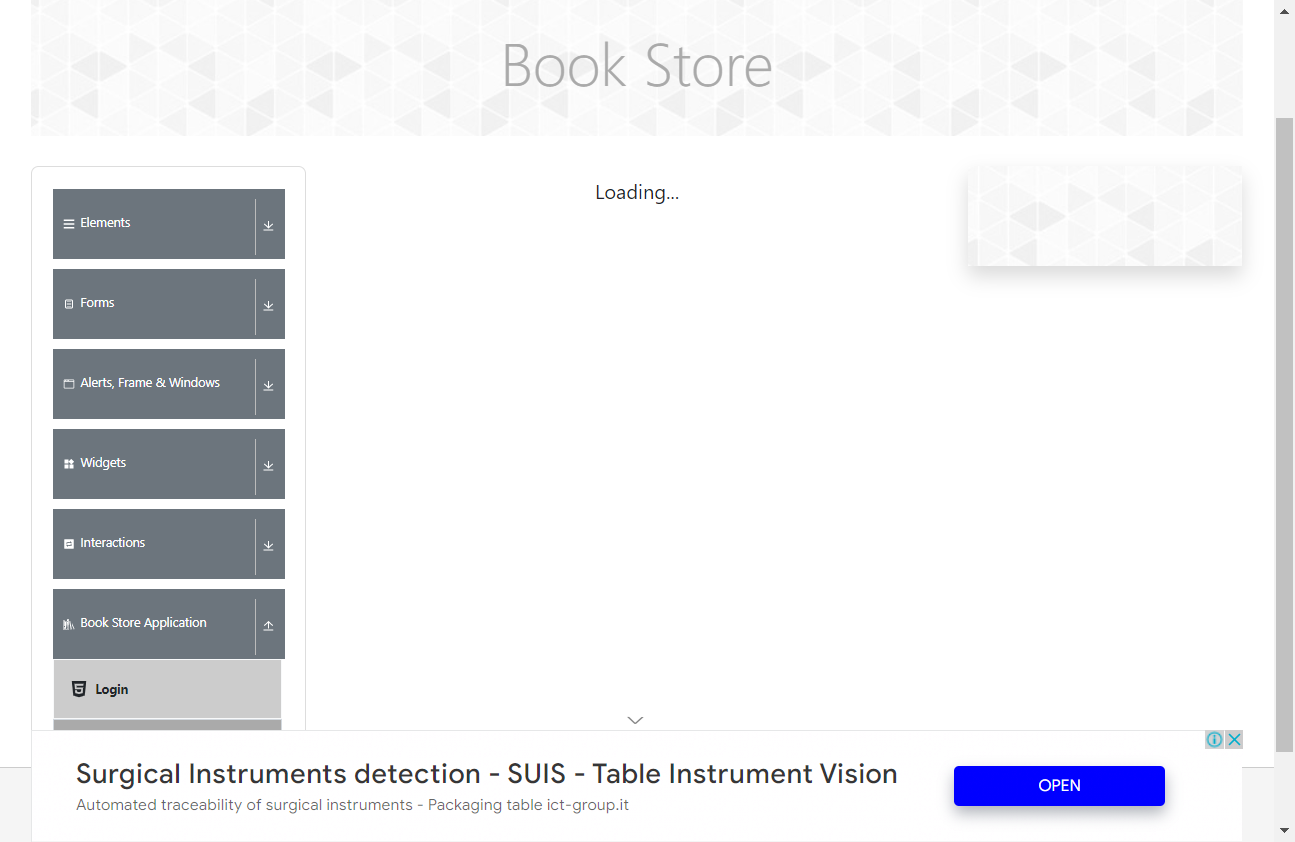 Book Store
Loading...
Elements
Forms
Alerts, Frame & Windows
Widgets
Interactions
Book Store Application
Login
Surgical Instruments detection - SUIS - Table Instrument Vision
Automated traceability of surgical instruments - Packaging table ict-group.it
OPEN